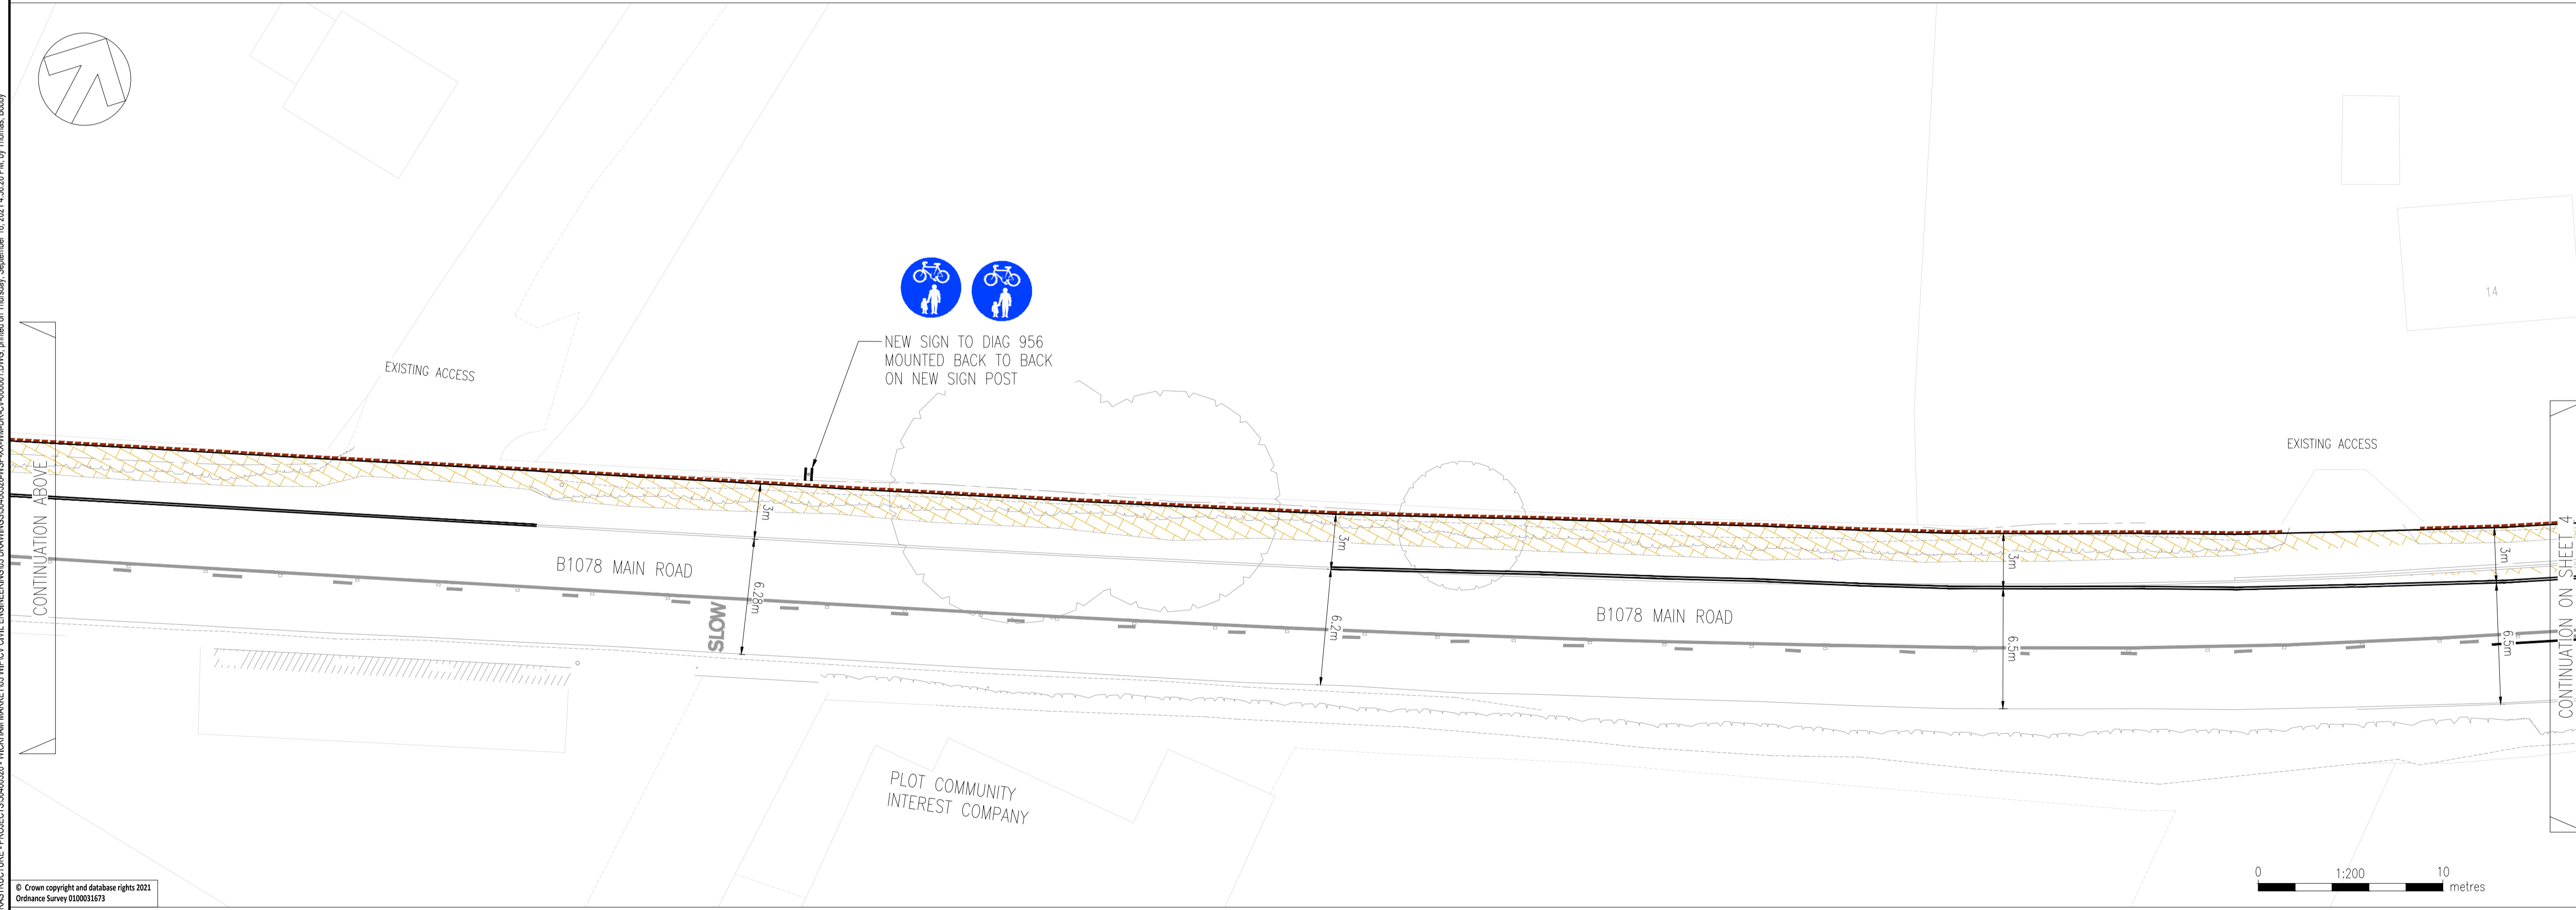 NEW SIGN TO DIAG 956
MOUNTED BACK TO BACK
ON NEW SIGN POST
14
EXISTING ACCESS
EXISTING ACCESS
CONTINUATION ABOVE
B1078 MAIN ROAD
SLOW
3m
6.28m
3m
6.2m
B1078 MAIN ROAD
3m
6.5m
3m
6.5m
CONTINUATION ON SHEET 4
PLOT COMMUNITY
INTEREST COMPANY
0 1:200 10
metres
© Crown copyright and database rights 2021
Ordnance Survey 0100031673